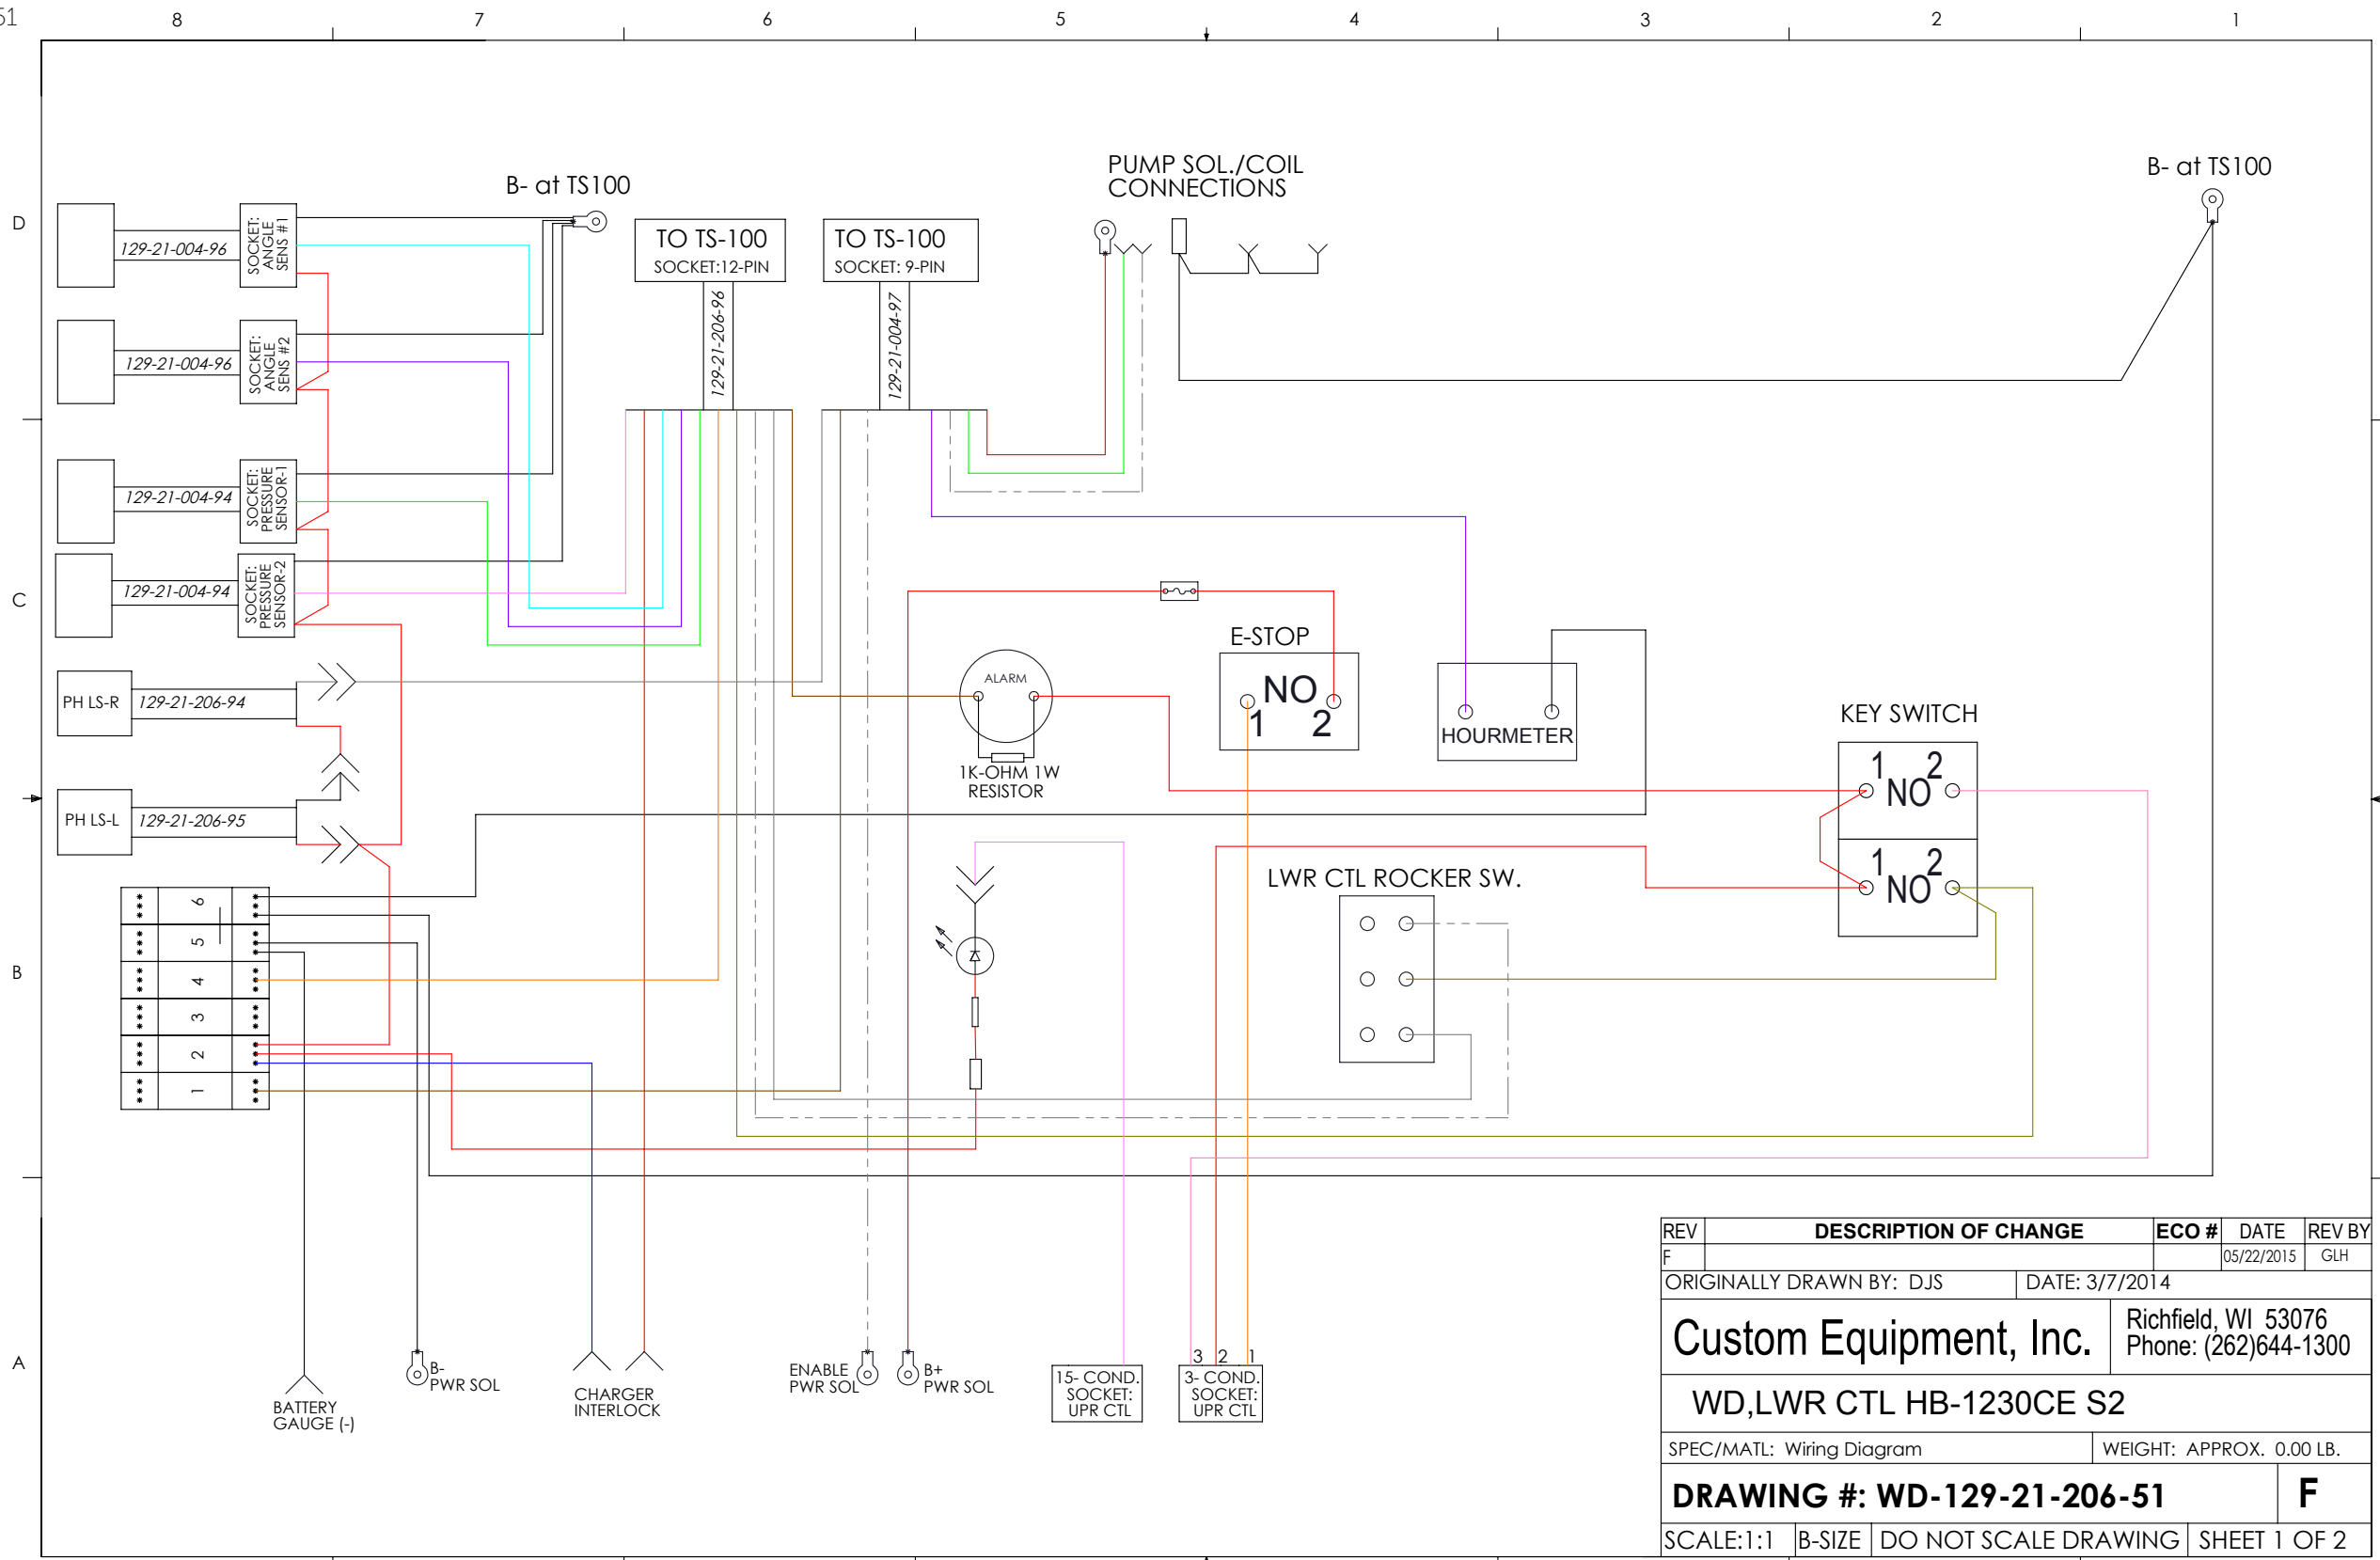 51
8 7 6 5 4 3 2 1
D
C
B
A
B- at TS100
PUMP SOL./COIL
CONNECTIONS
B- at TS100
129-21-004-96
SOCKET:
ANGLE
SENS #1
TO TS-100
SOCKET:12-PIN
129-21-206-96
TO TS-100
SOCKET: 9-PIN
129-21-004-97
129-21-004-96
SOCKET:
ANGLE
SENS #2
129-21-004-94
SOCKET:
PRESSURE
SENSOR-1
129-21-004-94
SOCKET:
PRESSURE
SENSOR-2
PH LS-R
129-21-206-94
PH LS-L
129-21-206-95
ALARM
1K-OHM 1W
RESISTOR
E-STOP
NO
1 2
HOURMETER
KEY SWITCH
1 NO 2
1 NO 2
LWR CTL ROCKER SW.
6
5
4
3
2
1
BATTERY
GAUGE (-)
B-
PWR SOL
CHARGER
INTERLOCK
ENABLE
PWR SOL
B+
PWR SOL
15- COND.
SOCKET:
UPR CTL
3 2 1
3- COND.
SOCKET:
UPR CTL
REV DESCRIPTION OF CHANGE ECO # DATE REV BY
F 05/22/2015 GLH
ORIGINALLY DRAWN BY: DJS DATE: 3/7/2014
Custom Equipment, Inc.
Richfield, WI 53076
Phone: (262)644-1300
WD,LWR CTL HB-1230CE S2
SPEC/MATL: Wiring Diagram WEIGHT: APPROX. 0.00 LB.
DRAWING #: WD-129-21-206-51 F
SCALE:1:1 B-SIZE DO NOT SCALE DRAWING SHEET 1 OF 2